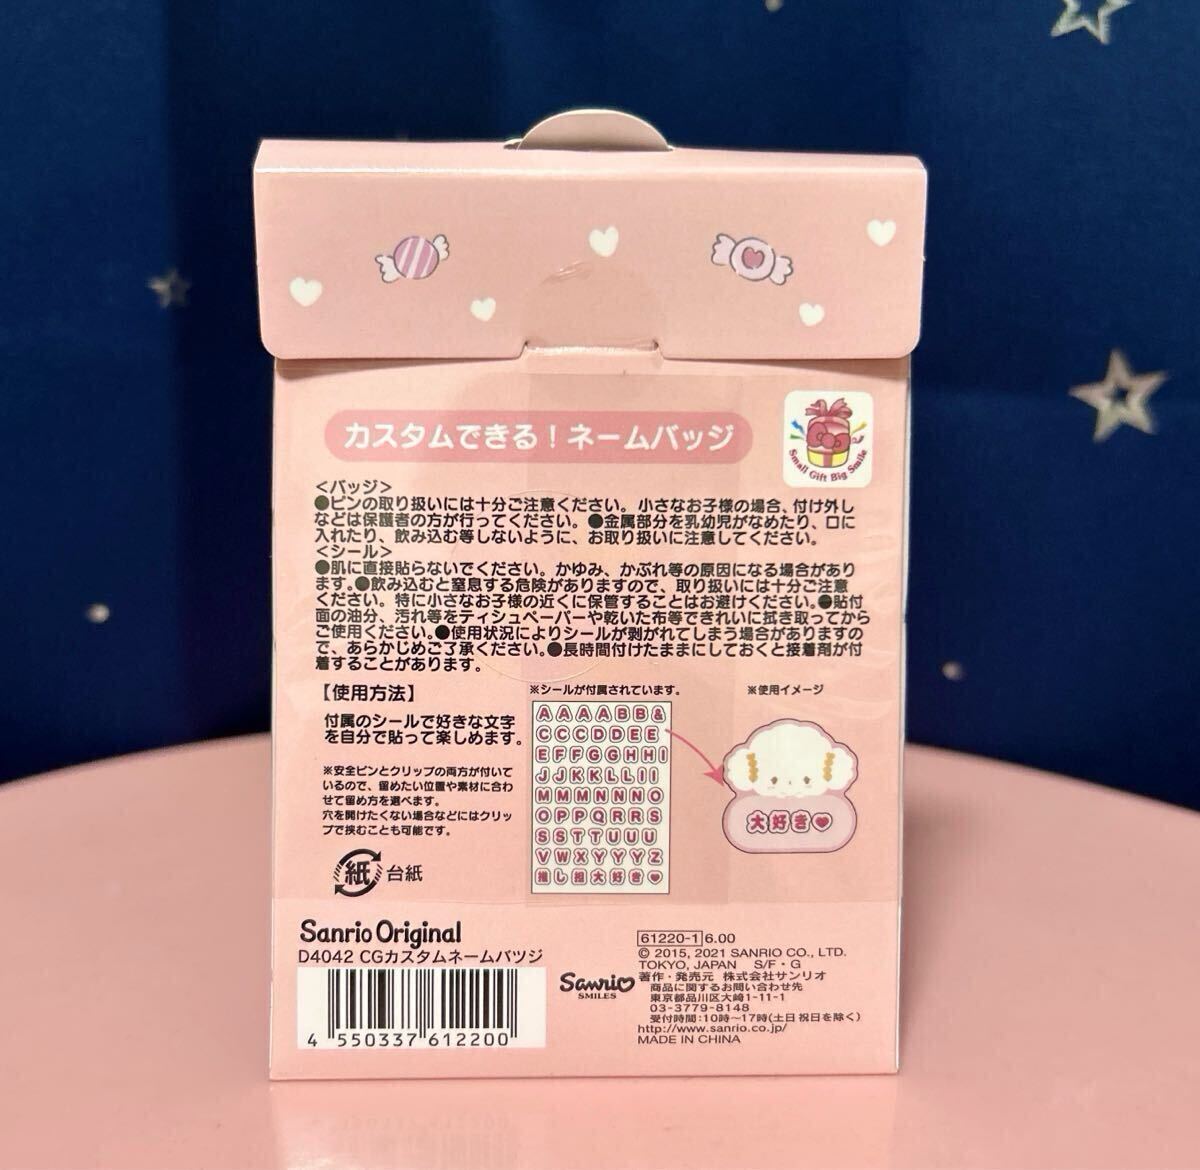 カスタムできる！ネームバッジ
Small Gift Big Smile
＜バッジ＞
●ピンの取り扱いには十分ご注意ください。小さなお子様の場合、付け外し
などは保護者の方が行ってください。●金属部分を乳幼児がなめたり、口に
入れたり、飲み込む等しないように、お取り扱いに注意してください。
＜シール＞
●肌に直接貼らないでください。かゆみ、かぶれ等の原因になる場合があり
ます。●飲み込むと窒息する危険がありますので、取り扱いには十分ご注意
ください。特に小さなお子様の近くに保管することはお避けください。●貼付
面の油分、汚れ等をティシュペーパーや乾いた布等できれいに拭き取ってから
ご使用ください。●使用状況によりシールが剥がれてしまう場合がありますの
で、あらかじめご了承ください。●長時間付けたままにしておくと接着剤が付
着することがあります。
【使用方法】
付属のシールで好きな文字
を自分で貼って楽しめます。
※安全ピンとクリップの両方が付いて
いるので、留めたい位置や素材に合わ
せて留め方を選べます。
穴を開けたくない場合などにはクリッ
プで挟むことも可能です。
紙 台紙
※シールが付属されています。
AAAABB&
CCCDDEE
EFFGGHHI
JJKKLLII
MMMNNNO
OPPQRRS
SSTTUUU
VWXYYYZ
推し担大好き♥
※使用イメージ
大好き♥
Sanrio Original
D4042 CGカスタムネームバッジ
4 550337 612200
Sanrio
SMILES
61220-1 6.00
© 2015, 2021 SANRIO CO., LTD.
TOKYO, JAPAN S/F・G
著作・発売元 株式会社サンリオ
商品に関するお問い合わせ先
東京都品川区大崎1-11-1
03-3779-8148
受付時間:10時～17時(土日祝日を除く)
http://www.sanrio.co.jp/
MADE IN CHINA